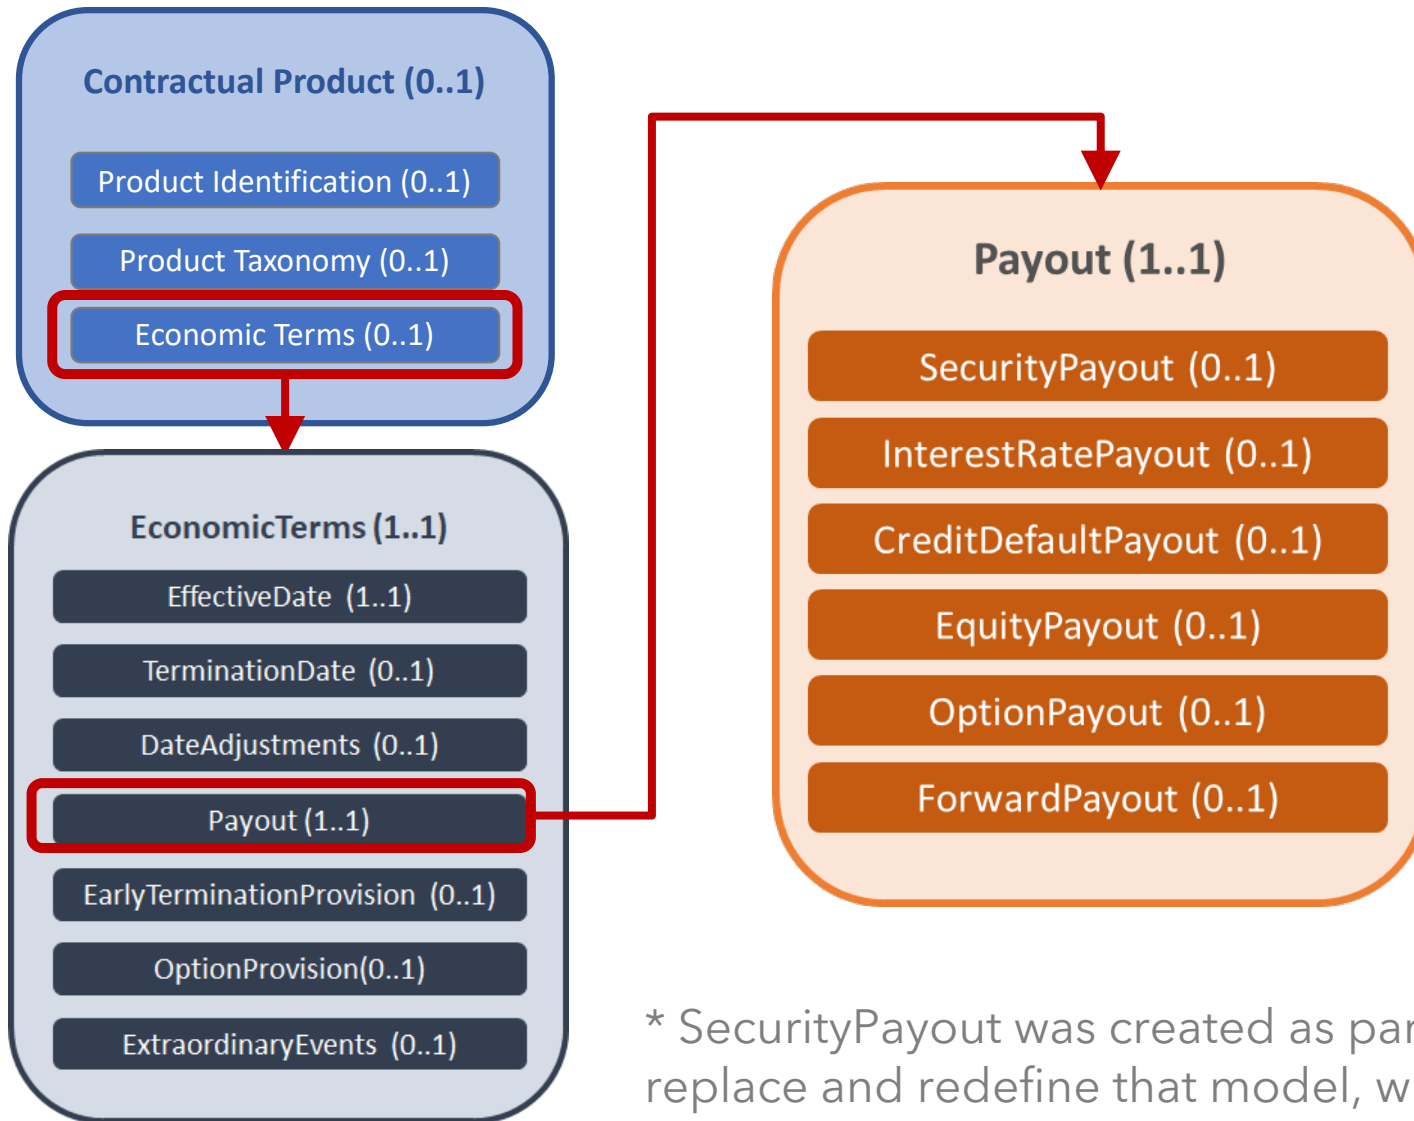 Contractual Product (0..1)
Product Identification (0..1)
Product Taxonomy (0..1)
Economic Terms (0..1)
EconomicTerms (1..1)
EffectiveDate (1..1)
TerminationDate (0..1)
DateAdjustments (0..1)
Payout (1..1)
EarlyTerminationProvision (0..1)
OptionProvision(0..1)
ExtraordinaryEvents (0..1)
Payout (1..1)
SecurityPayout (0..1)
InterestRatePayout (0..1)
CreditDefaultPayout (0..1)
EquityPayout (0..1)
OptionPayout (0..1)
ForwardPayout (0..1)
* SecurityPayout was created as
replace and redefine that model,